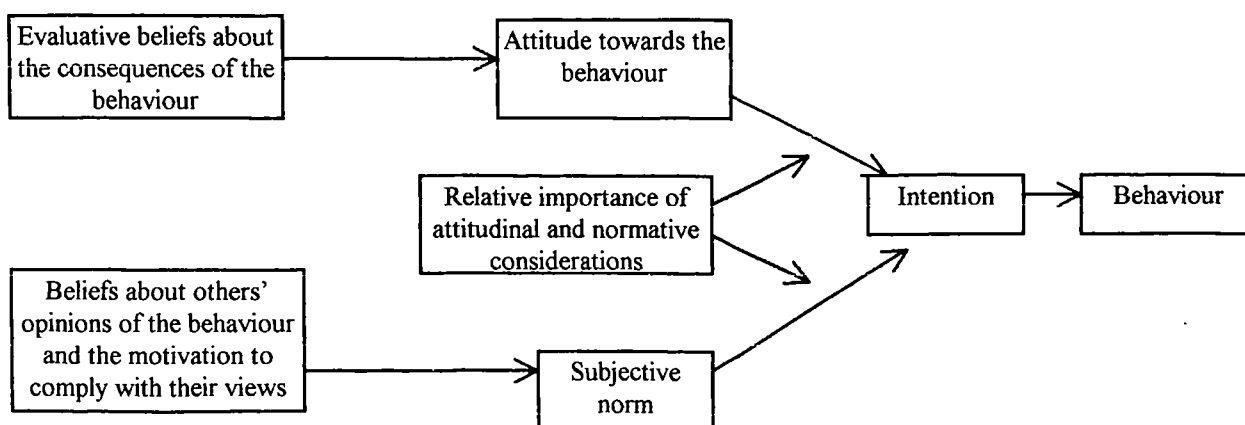 Evaluative beliefs about
the consequences of the
behaviour
Attitude towards the
behaviour
Relative importance of
attitudinal and normative
considerations
Intention
Behaviour
Beliefs about others'
opinions of the behaviour
and the motivation to
comply with their views
Subjective
norm